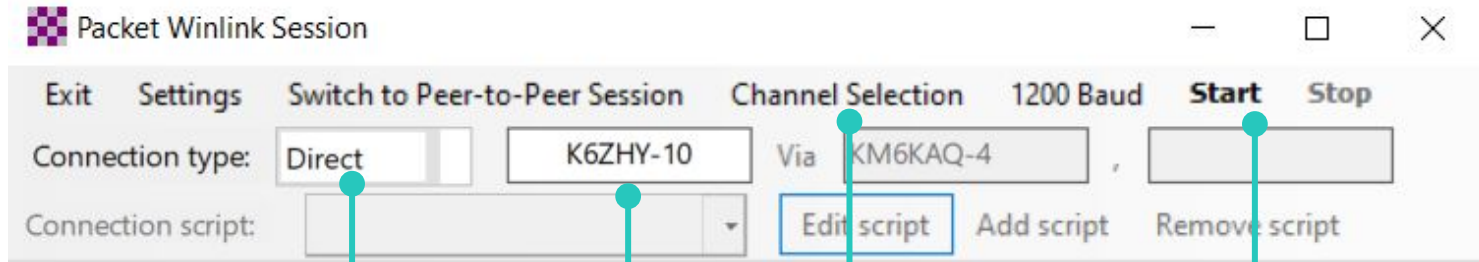 Packet Winlink Session
Exit Settings Switch to Peer-to-Peer Session Channel Selection 1200 Baud Start Stop
Connection type: Direct K6ZHY-10 Via KM6KAQ-4 ,
Connection script: Edit script Add script Remove script